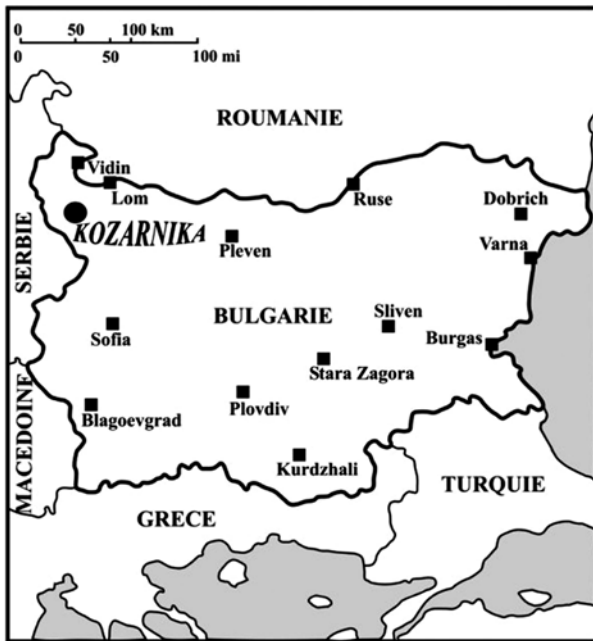 0 50 100 km
0 50 100 mi
ROUMANIE
Vidin
Lom
Ruse
Dobrich
KOZARNIKA
Pleven
Varna
SERBIE
BULGARIE
Sliven
Sofia
Burgas
Stara Zagora
Plovdiv
Blagoevgrad
MACEDOINE
Kurdzhali
TURQUIE
GRECE